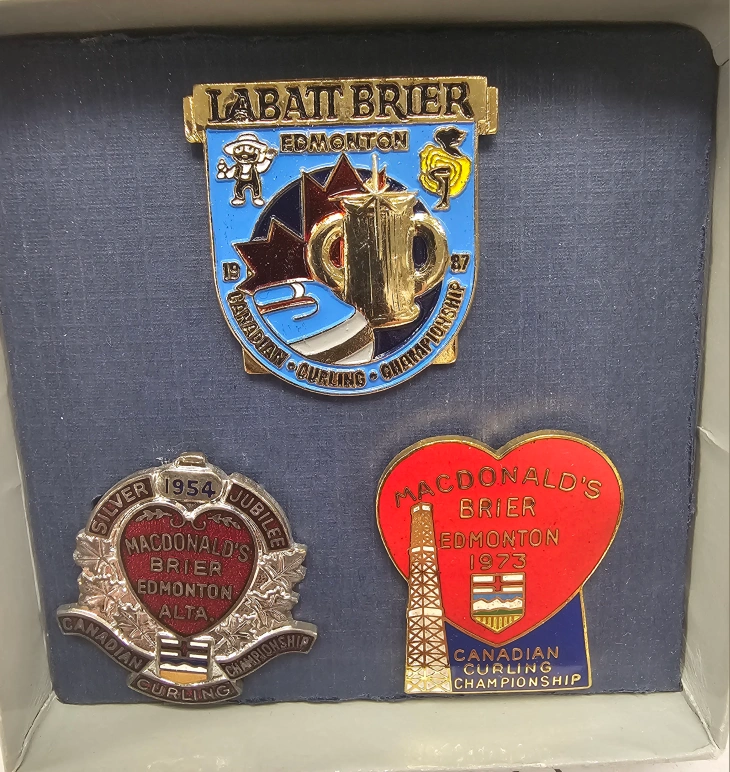 LABATT BRIER
EDMONTON
19 87
CANADIAN • CURLING • CHAMPIONSHIP
SILVER 1954 JUBILEE
MACDONALD'S
BRIER
EDMONTON
ALTA.
CANADIAN CURLING CHAMPIONSHIP
MACDONALD'S
BRIER
EDMONTON
1973
CANADIAN
CURLING
CHAMPIONSHIP